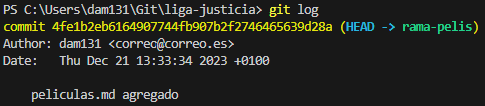 PS C:\Users\dam131\Git\liga-justicia> git log
commit 4fe1b2eb6164907744fb907b2f2746465639d28a (HEAD -> rama-pelis)
Author: dam131 <correo@correo.es>
Date:   Thu Dec 21 13:33:34 2023 +0100
    peliculas.md agregado